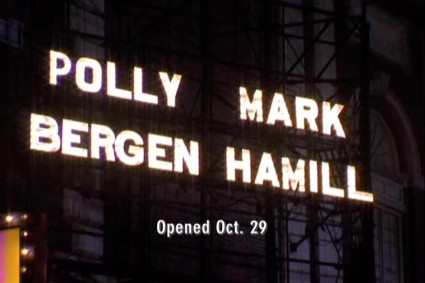 POLLY MARK
BERGEN HAMILL
Opened Oct. 29